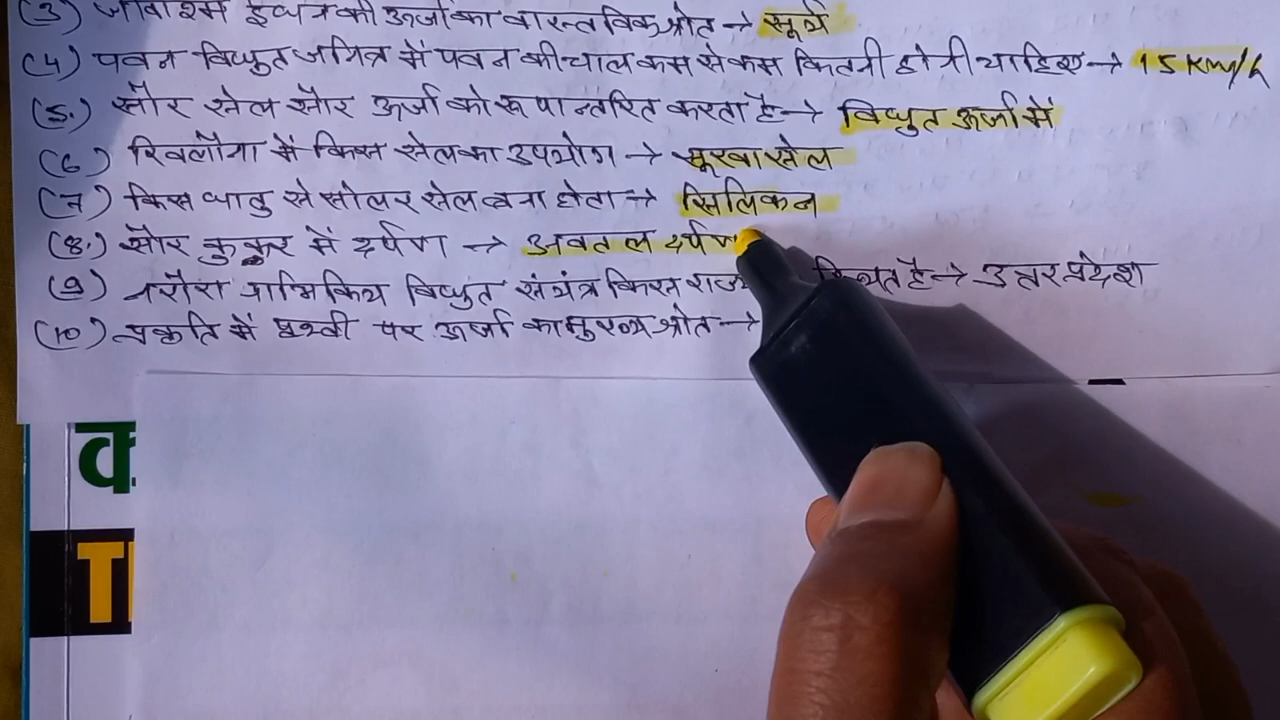 (3) जीवाश्म ईंधन की ऊर्जा का वास्तविक श्रोत → सूर्य
(4) पवन विधुत जनित्र में पवन की चाल कम से कम कितनी होनी चाहिए → 15 Km/h
(5.) सौर सेल सौर ऊर्जा को रूपान्तरित करता है → विधुत ऊर्जा में
(6) खिलौना में किस सेल का उपयोग → सूखा सेल
(7) किस धातु से सोलर सेल बना होता → सिलिकन
(8.) सौर कुकर में दर्पण → अवतल दर्पण
(9) नरौरा नाभिकिय विधुत संयंत्र किस राज्य स्थित है → उत्तर प्रदेश
(10) प्रकृति में पृथ्वी पर ऊर्जा का मुख्य श्रोत →